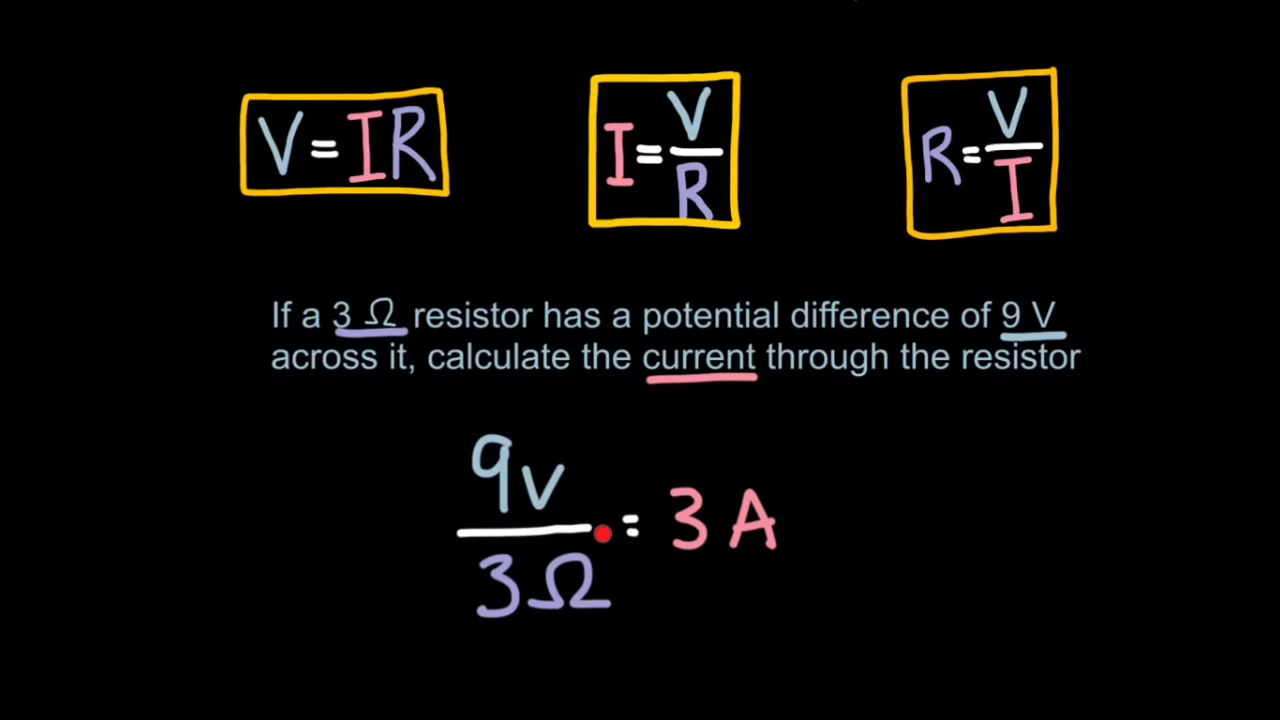 V = IR
I = V/R
R = V/I
If a 3 Ω resistor has a potential difference of 9 V
across it, calculate the current through the resistor
9V/3Ω = 3 A